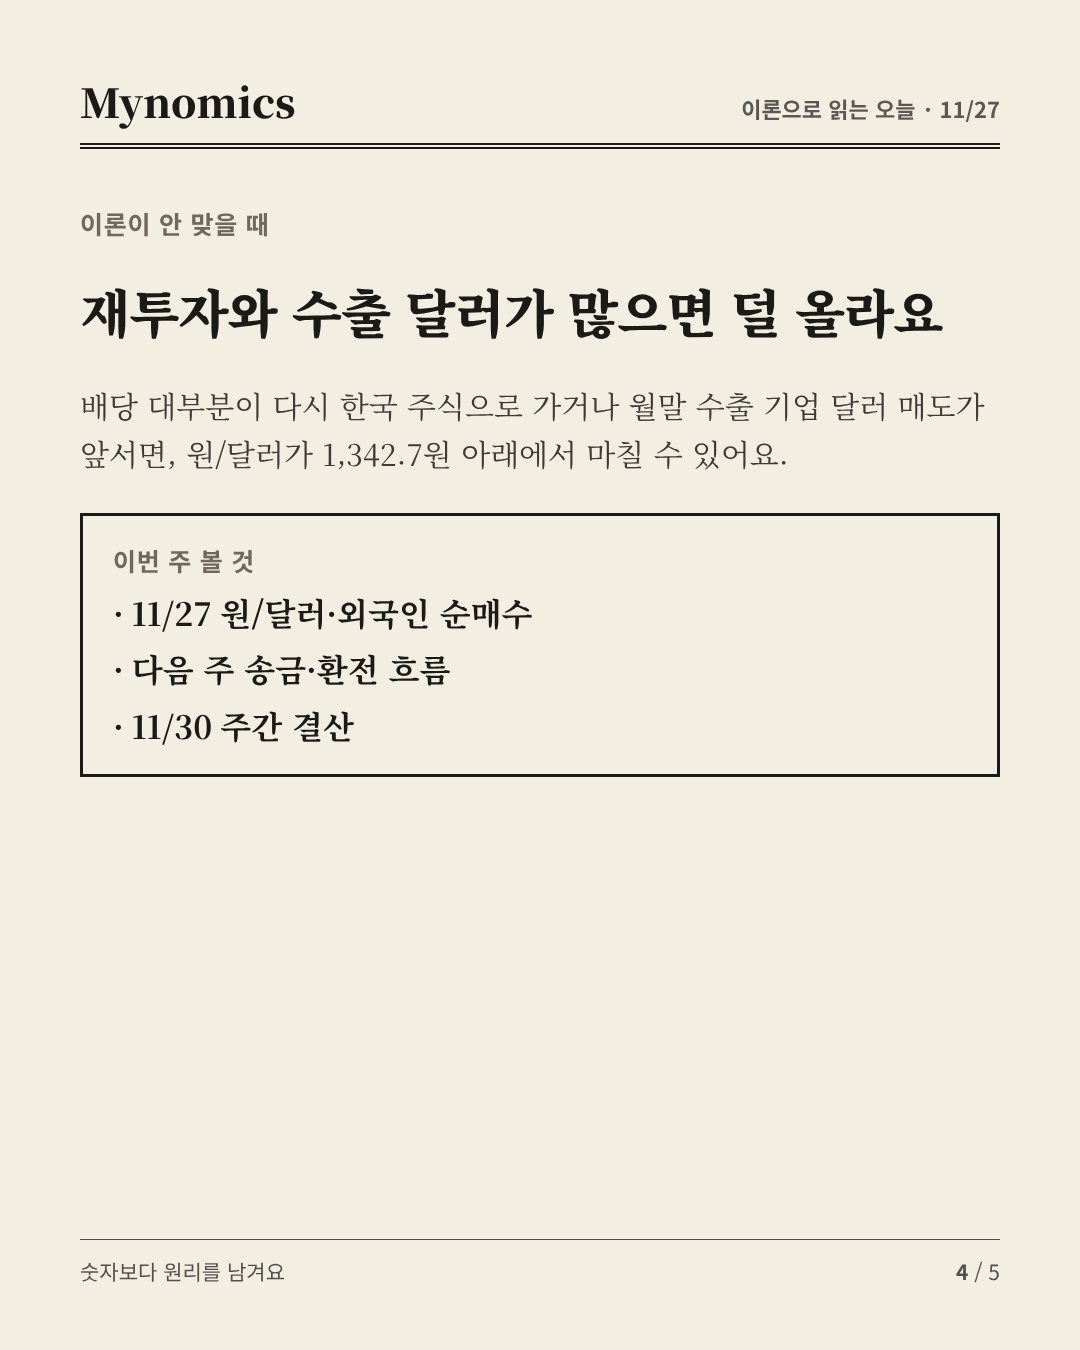 Mynomics
이론으로 읽는 오늘 · 11/27
이론이 안 맞을 때
재투자와 수출 달러가 많으면 덜 올라요
배당 대부분이 다시 한국 주식으로 가거나 월말 수출 기업 달러 매도가
앞서면, 원/달러가 1,342.7원 아래에서 마칠 수 있어요.
이번 주 볼 것
· 11/27 원/달러·외국인 순매수
· 다음 주 송금·환전 흐름
· 11/30 주간 결산
숫자보다 원리를 남겨요
4 / 5